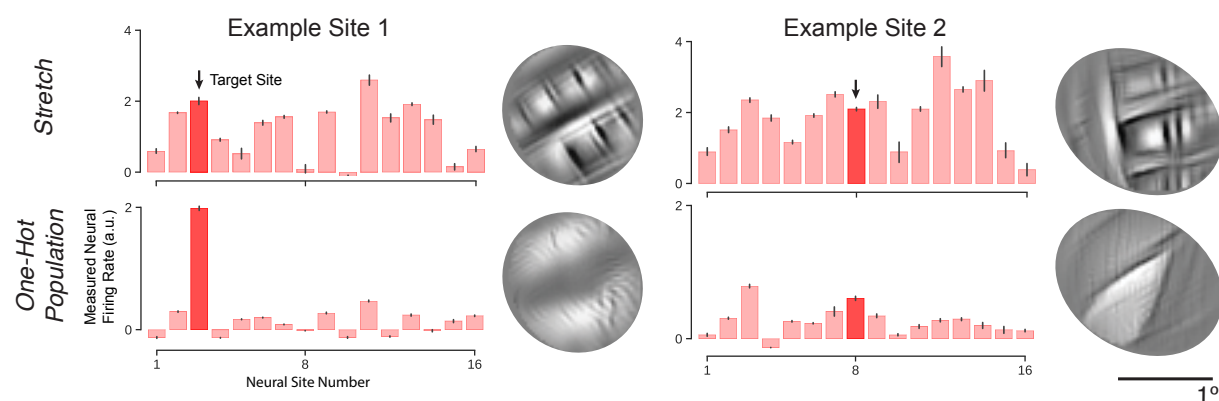 Example Site 1
Example Site 2
Stretch
4
2
0
Target Site
4
2
0
One-Hot
Population
Measured Neural
Firing Rate (a.u.)
2
0
1
8
16
Neural Site Number
2
0
1
8
16
1º